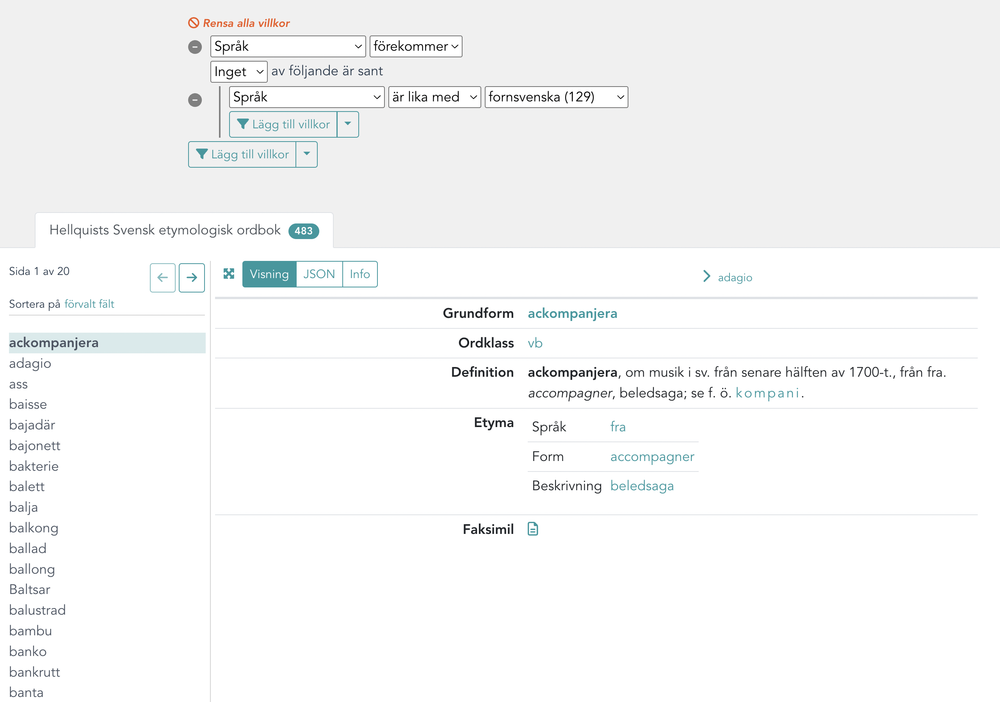 Rensa alla villkor
Språk förekommer
Inget av följande är sant
Språk är lika med fornsvenska (129)
Lägg till villkor
Lägg till villkor
Hellquists Svensk etymologisk ordbok 483
Sida 1 av 20
Sortera på förvalt fält
ackompanjera
adagio
ass
baisse
bajadär
bajonett
bakterie
balett
balja
balkong
ballad
ballong
Baltsar
balustrad
bambu
banko
bankrutt
banta
Visning JSON Info
adagio
Grundform ackompanjera
Ordklass vb
Definition ackompanjera, om musik i sv. från senare hälften av 1700-t., från fra.
accompagner, beledsaga; se f. ö. kompani.
Etyma Språk fra
Form accompagner
Beskrivning beledsaga
Faksimil